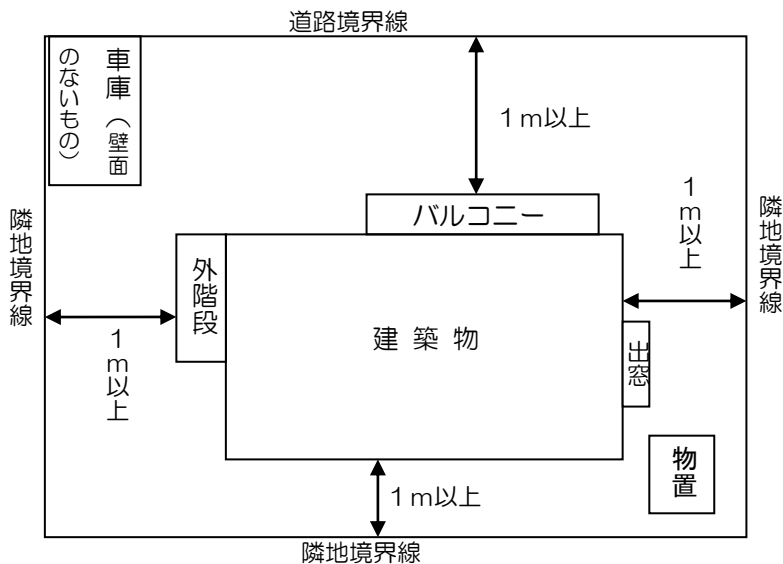 道路境界線
車庫（壁面
のないもの）
１ｍ以上
バルコニー
１ｍ以上
隣地境界線
隣地境界線
外階段
建築物
出窓
１ｍ以上
物置
１ｍ以上
隣地境界線